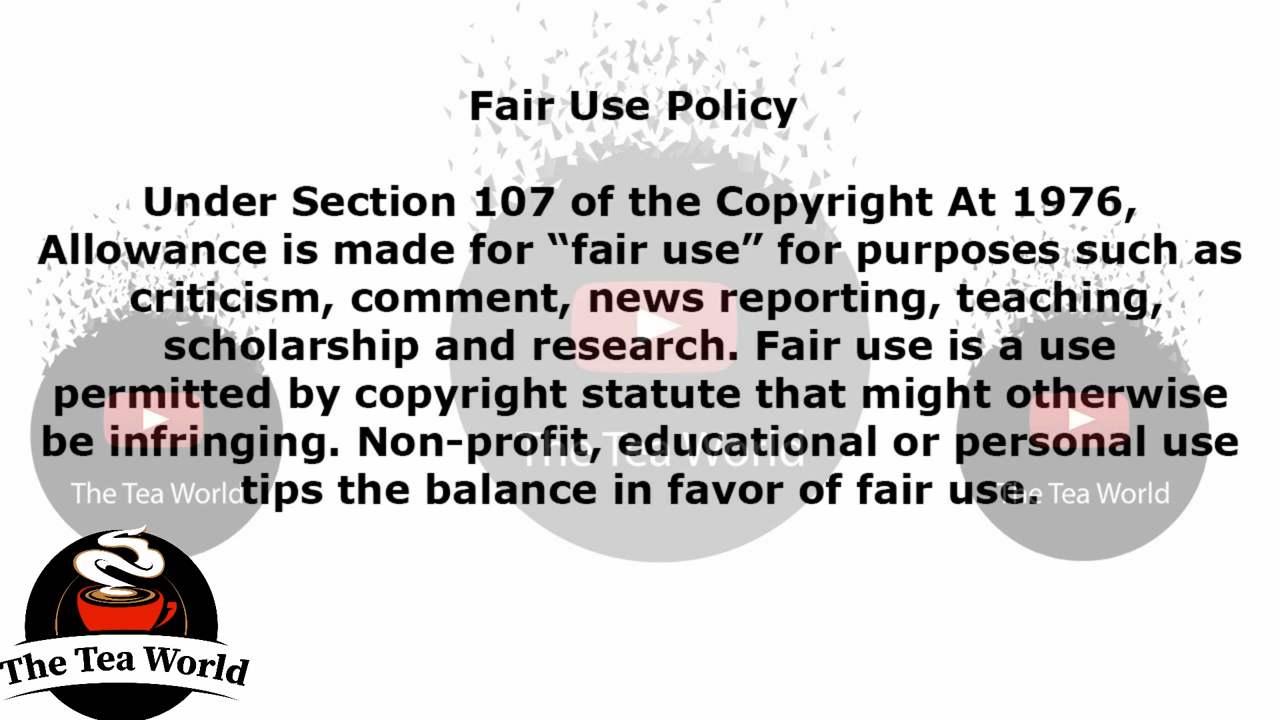 Fair Use Policy
Under Section 107 of the Copyright At 1976,
Allowance is made for “fair use” for purposes such as
criticism, comment, news reporting, teaching,
scholarship and research. Fair use is a use
permitted by copyright statute that might otherwise
be infringing. Non-profit, educational or personal use
tips the balance in favor of fair use.
The Tea World
The Tea World
The Tea World
The Tea World